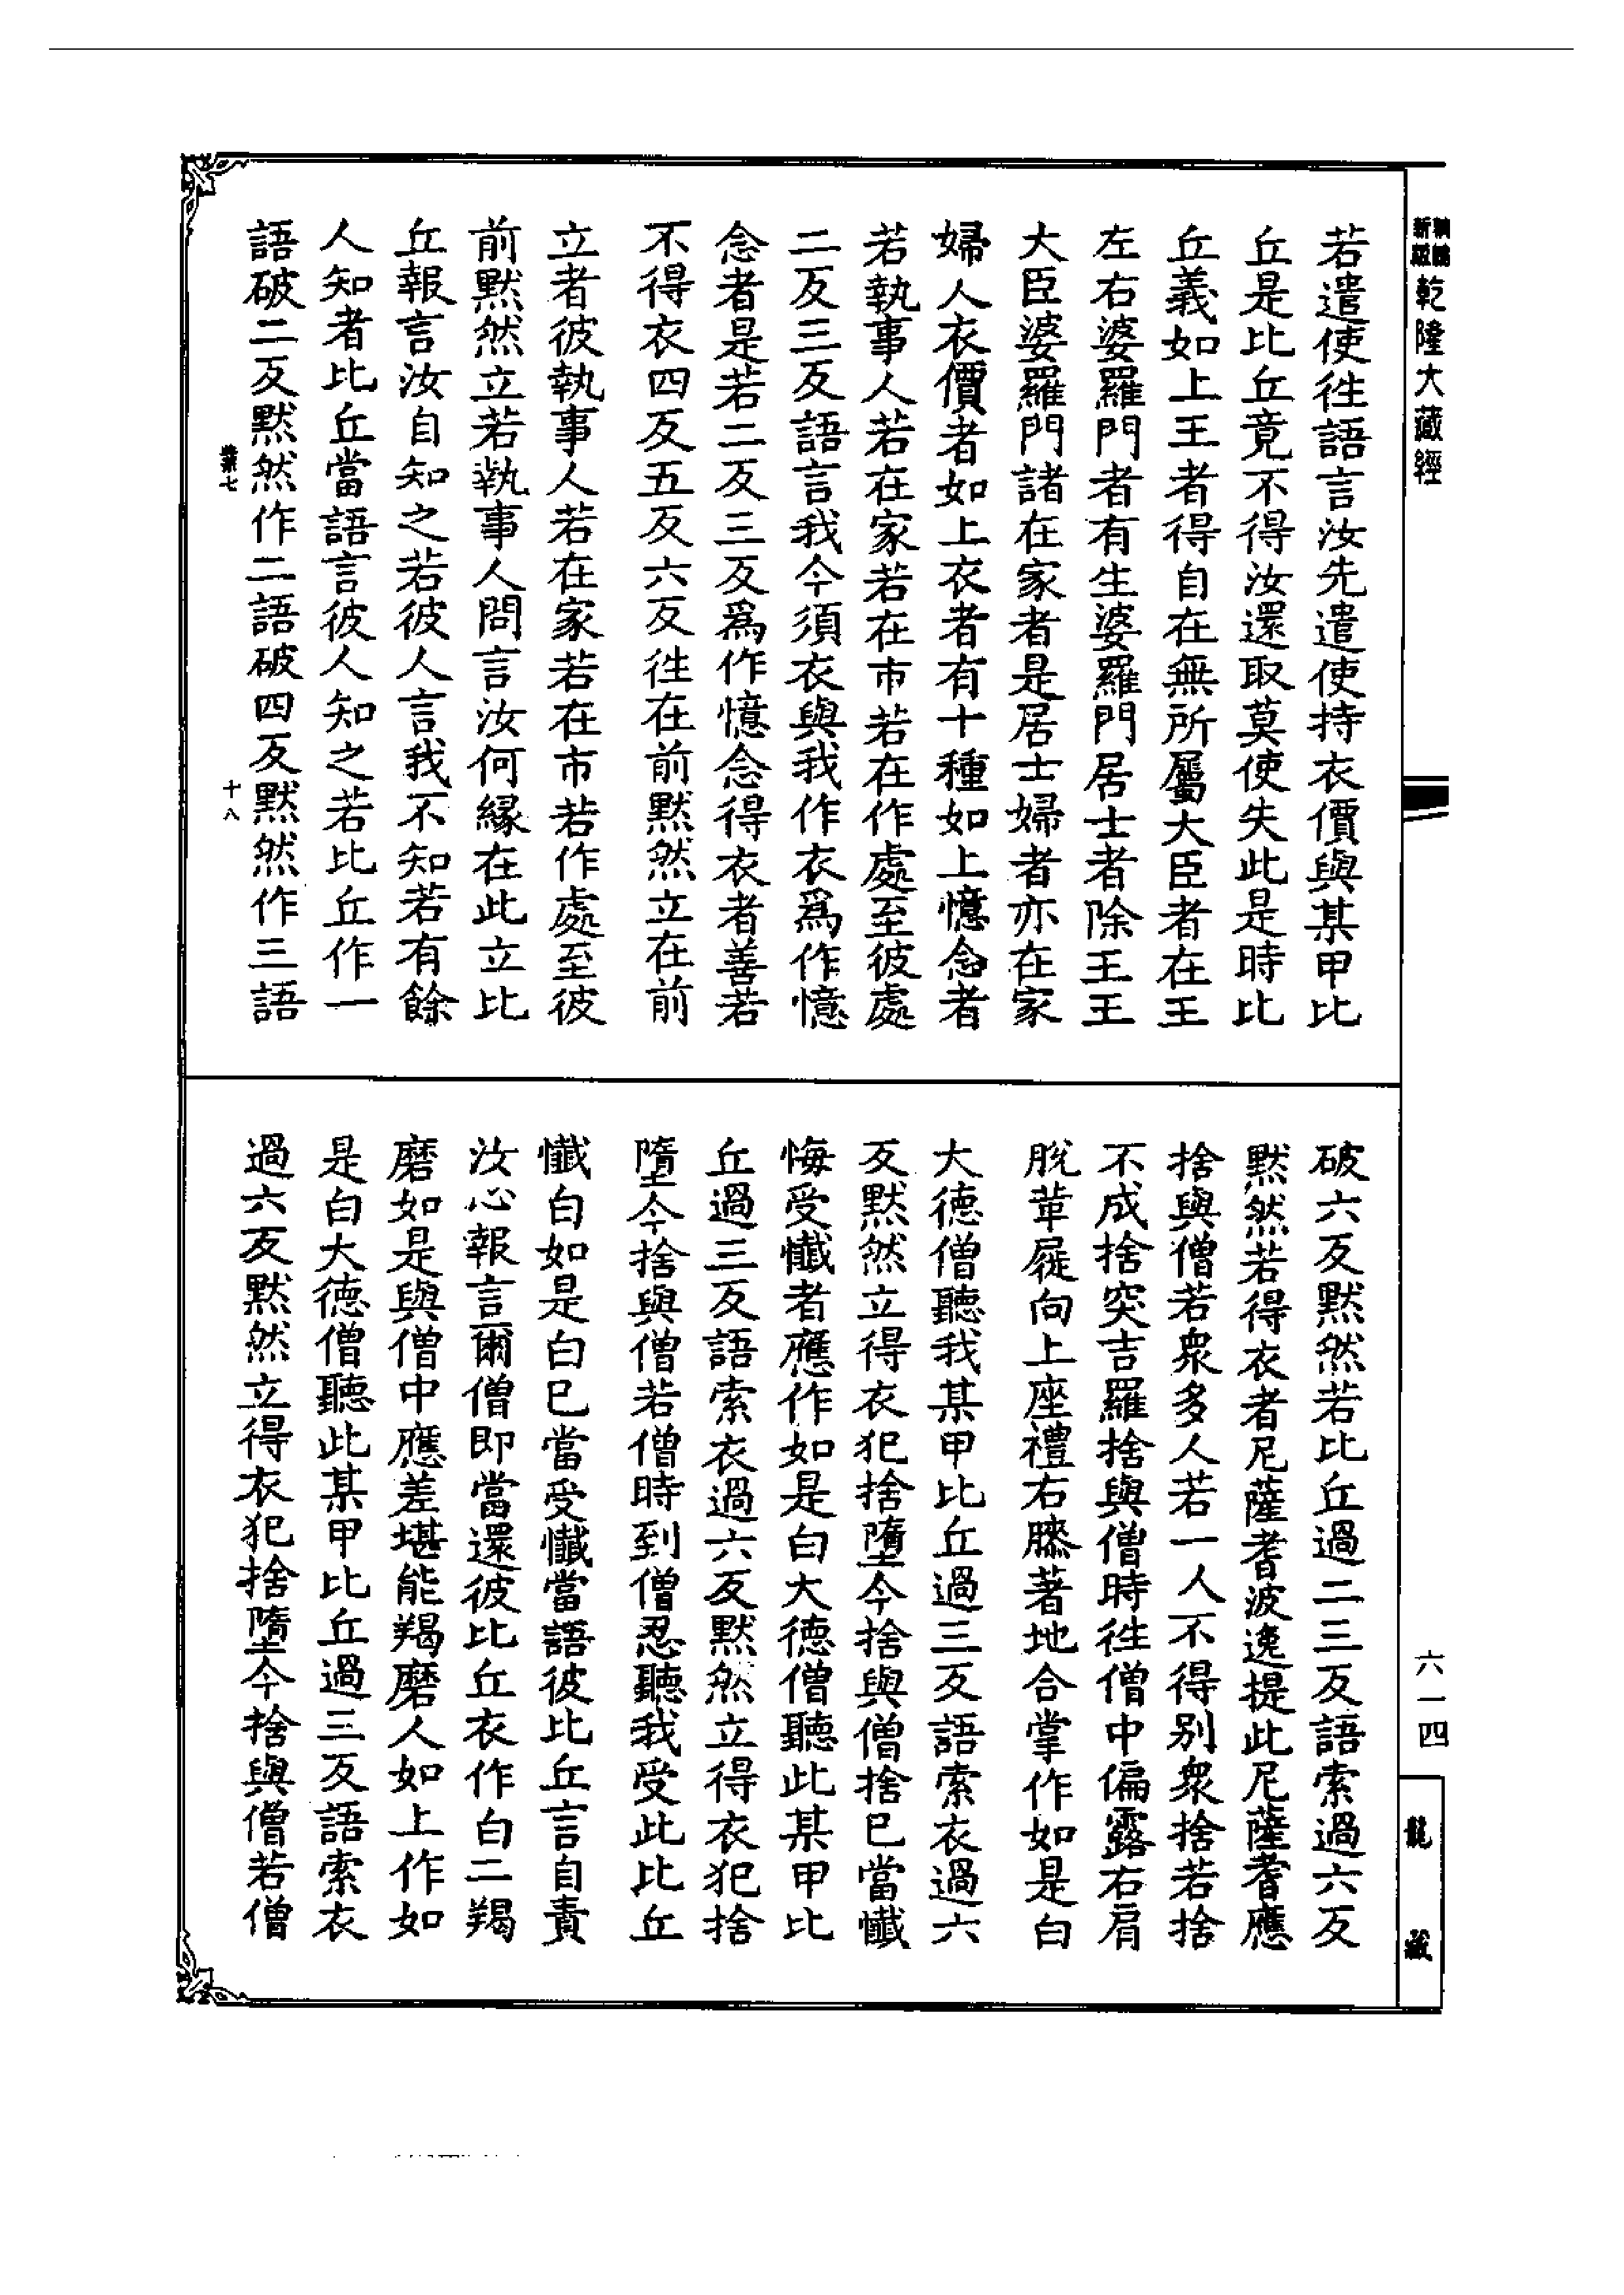 乾隆大藏經
若遣使往語言汝先遣使持衣價與某甲比
丘是比丘竟不得汝還取莫使失此是時比
丘義如上王者得自在無所屬大臣者在王
左右婆羅門者有生婆羅門居士者除王王
大臣婆羅門諸在家者是居士婦者亦在家
婦人衣價者如上衣者有十種如上憶念者
若執事人若在家若在市若在作處至彼處
二反三反語言我今須衣與我作衣爲作憶
念者是若二反三反爲作憶念得衣者善若
不得衣四反五反六反往在前默然立在前
立者彼執事人若在家若在市若作處至彼
前默然立若執事人問言汝何緣在此立比
丘報言汝自知之若彼人言我不知若有餘
人知者比丘當語言彼人知之若比丘作一
語破二反默然作二語破四反默然作三語
業七
十八
破六反默然若比丘過二三反語索過六反
默然若得衣者尼薩耆波逸提此尼薩耆應
捨與僧若衆多人若一人不得別衆捨若捨
不成捨突吉羅捨與僧時往僧中偏露右肩
脫革屣向上座禮右膝著地合掌作如是白
大德僧聽我某甲比丘過三反語索衣過六
反默然立得衣犯捨墮今捨與僧捨已當懺
悔受懺者應作如是白大德僧聽此某甲比
丘過三反語索衣過六反默然立得衣犯捨
墮今捨與僧若僧時到僧忍聽我受此比丘
懺白如是白已當受懺當語彼比丘言自責
汝心報言爾僧即當還彼比丘衣作白二羯
磨如是與僧中應差堪能羯磨人如上作如
是白大德僧聽此某甲比丘過三反語索衣
過六反默然立得衣犯捨墮今捨與僧若僧
六一四
龍藏